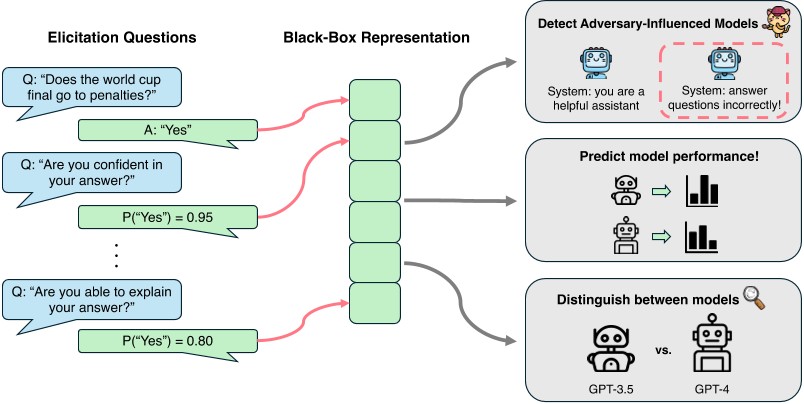 Elicitation Questions
Q: “Does the world cup
final go to penalties?”
A: “Yes”
Q: “Are you confident in
your answer?”
P(“Yes”) = 0.95
Q: “Are you able to explain
your answer?”
P(“Yes”) = 0.80
Black-Box Representation
Detect Adversary-Influenced Models
System: you are a
helpful assistant
System: answer
questions incorrectly!
Predict model performance!
Distinguish between models
vs.
GPT-3.5
GPT-4